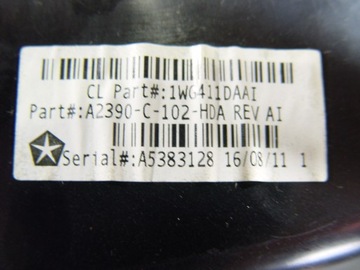 CL Part#:1WG411DAAI
Part#:A2390-C-102-HDA REV AI
Serial#:A5383128 16/08/11 1